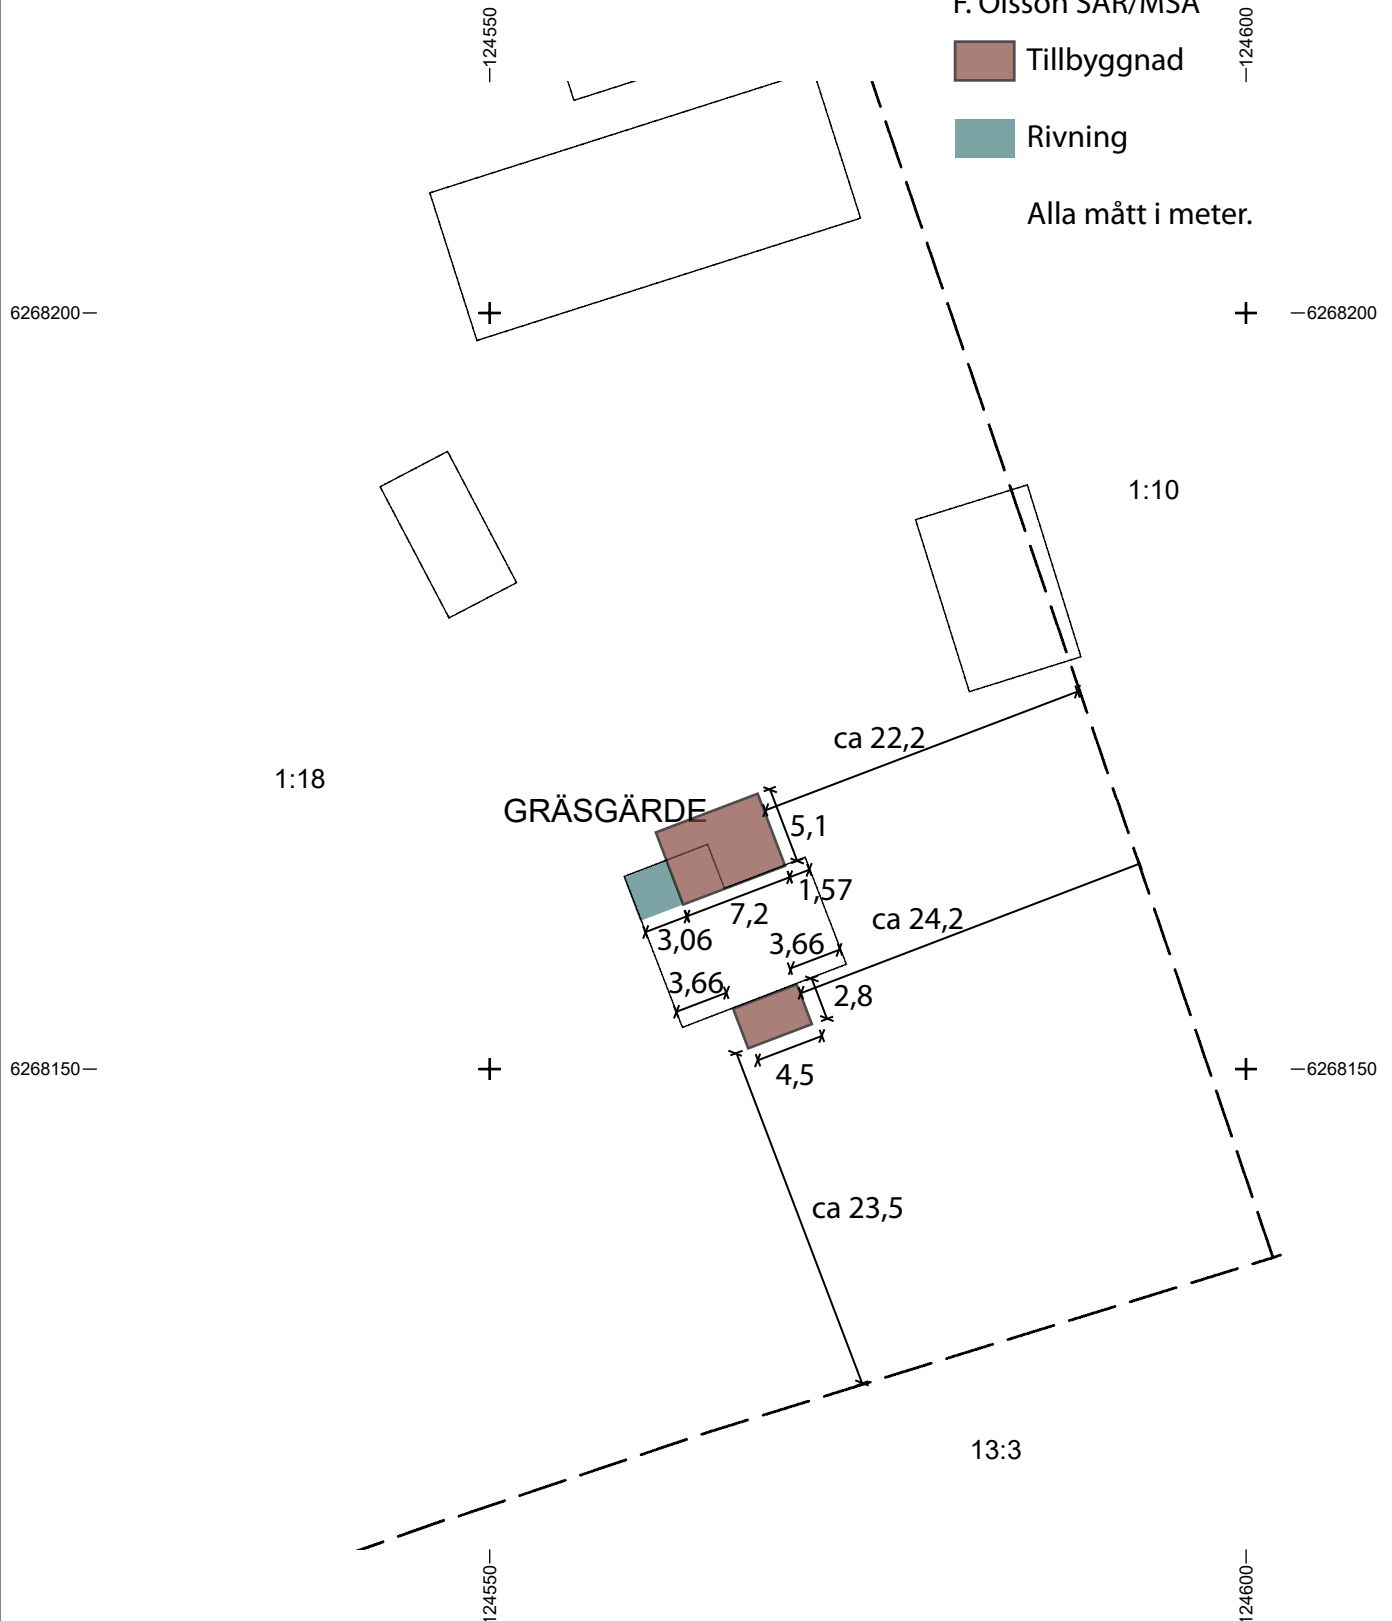 F. Olsson SAR/MSA
124550
124600
Tillbyggnad
Rivning
Alla mått i meter.
6268200
6268200
1:10
ca 22,2
1:18
GRÄSGÄRDE
5,1
1,57
7,2
ca 24,2
3,06
3,66
3,66
2,8
6268150
6268150
4,5
ca 23,5
13:3
124550
124600